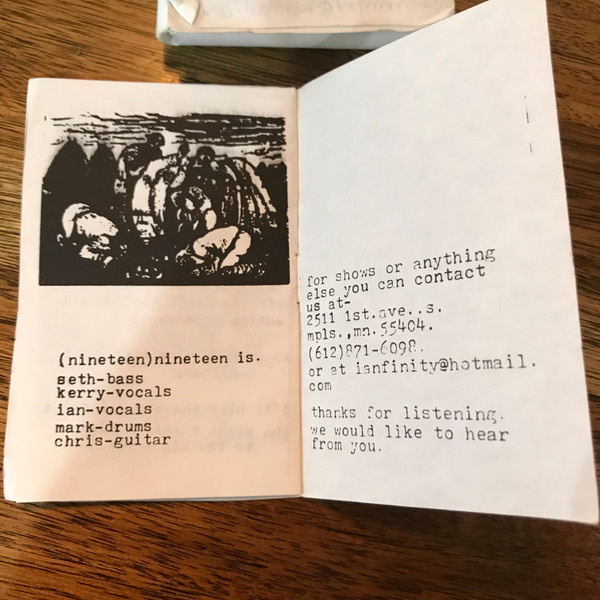 (nineteen)nineteen is.
seth-bass
kerry-vocals
ian-vocals
mark-drums
chris-guitar
for shows or anything
else you can contact
us at-
2511 1st.ave..s.
mpls.,mn.55404.
(612)871-6098.
or at ianfinity@hotmail.
com
thanks for listening.
we would like to hear
from you.